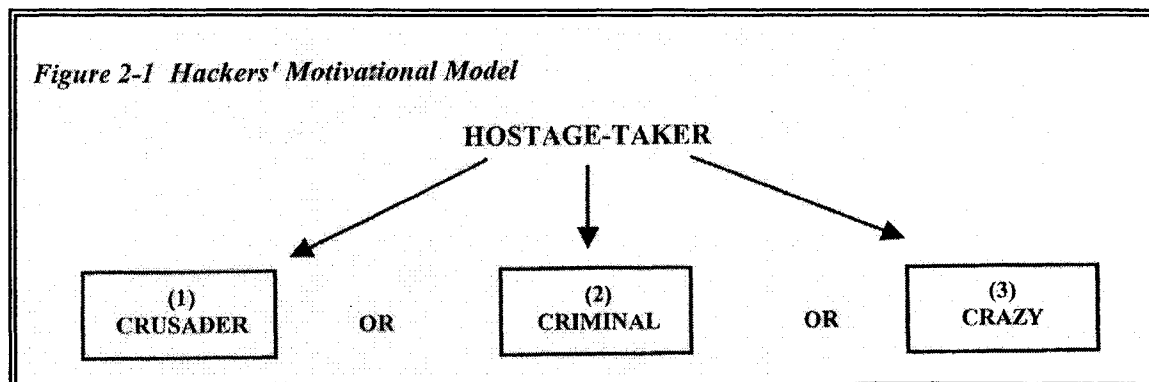 Figure 2-1 Hackers' Motivational Model
HOSTAGE-TAKER
(1) (2) (3)
CRUSADER OR CRIMINAL OR CRAZY